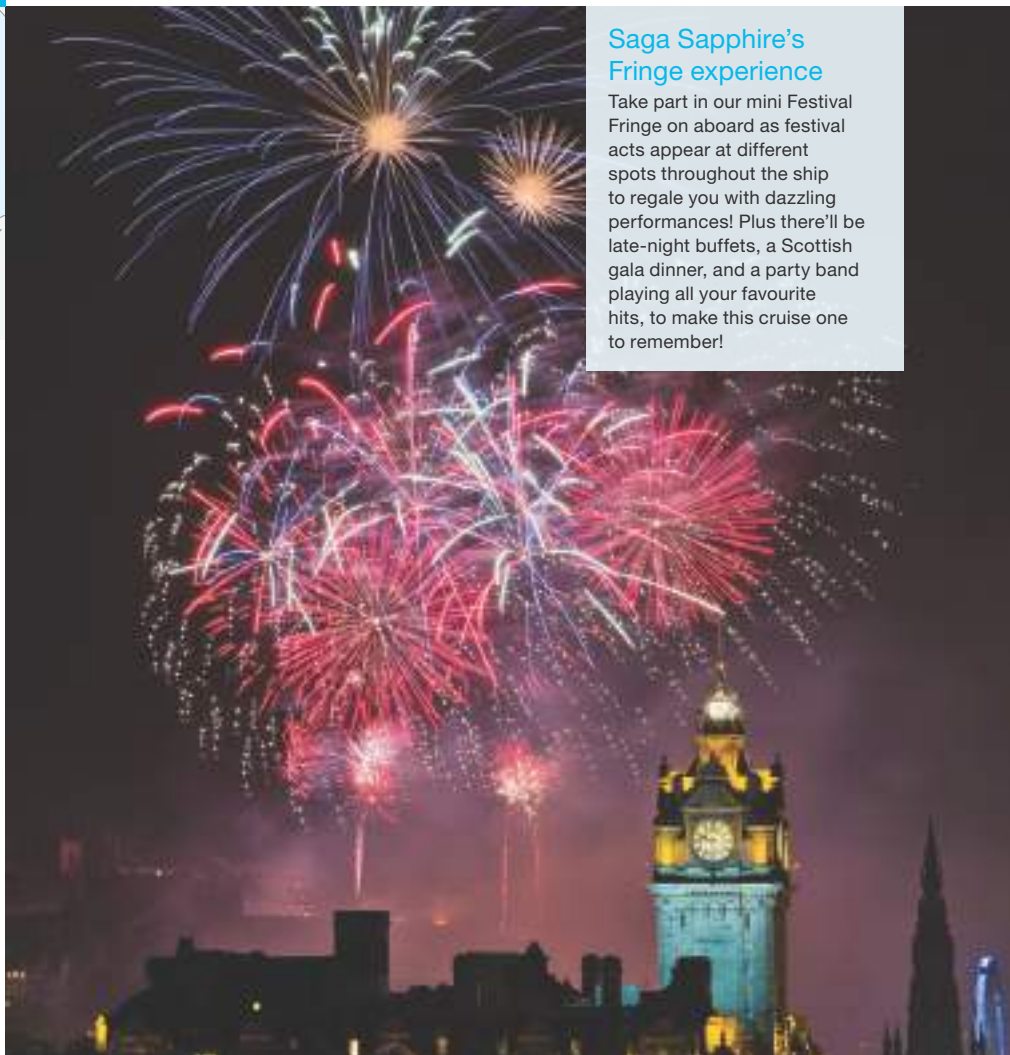 Saga Sapphire’s
Fringe experience
Take part in our mini Festival
Fringe on aboard as festival
acts appear at different
spots throughout the ship
to regale you with dazzling
performances! Plus there’ll be
late-night buffets, a Scottish
gala dinner, and a party band
playing all your favourite
hits, to make this cruise one
to remember!